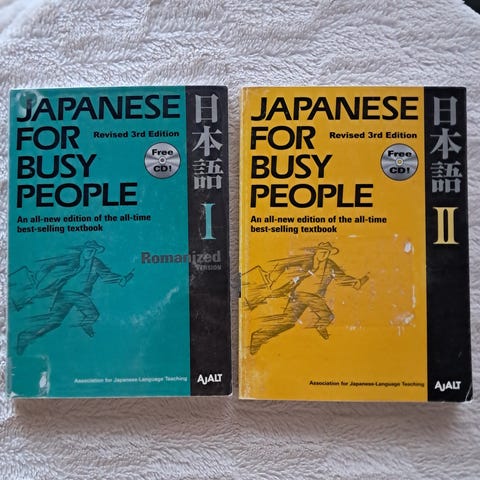 JAPANESE
FOR
Revised 3rd Edition
BUSY
Free
CD!
PEOPLE
An all-new edition of the all-time
best-selling textbook
日本語
I
Romanized
VERSION
Association for Japanese-Language Teaching
AJALT
JAPANESE
FOR
Revised 3rd Edition
BUSY
Free
CD!
PEOPLE
An all-new edition of the all-time
best-selling textbook
日本語
II
Association for Japanese-Language Teaching
AJALT